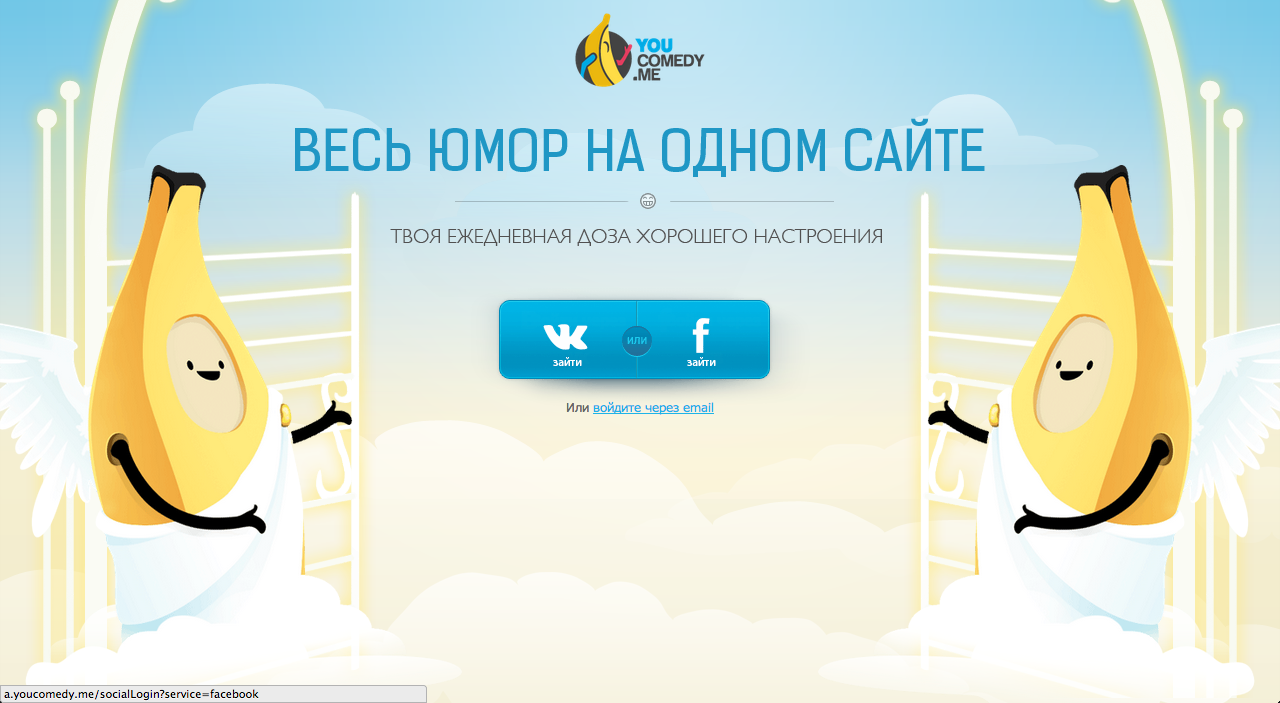 YOU
COMEDY
.ME
ВЕСЬ ЮМОР НА ОДНОМ САЙТЕ
ТВОЯ ЕЖЕДНЕВНАЯ ДОЗА ХОРОШЕГО НАСТРОЕНИЯ
зайти
или
зайти
Или войдите через email
a.youcomedy.me/socialLogin?service=facebook